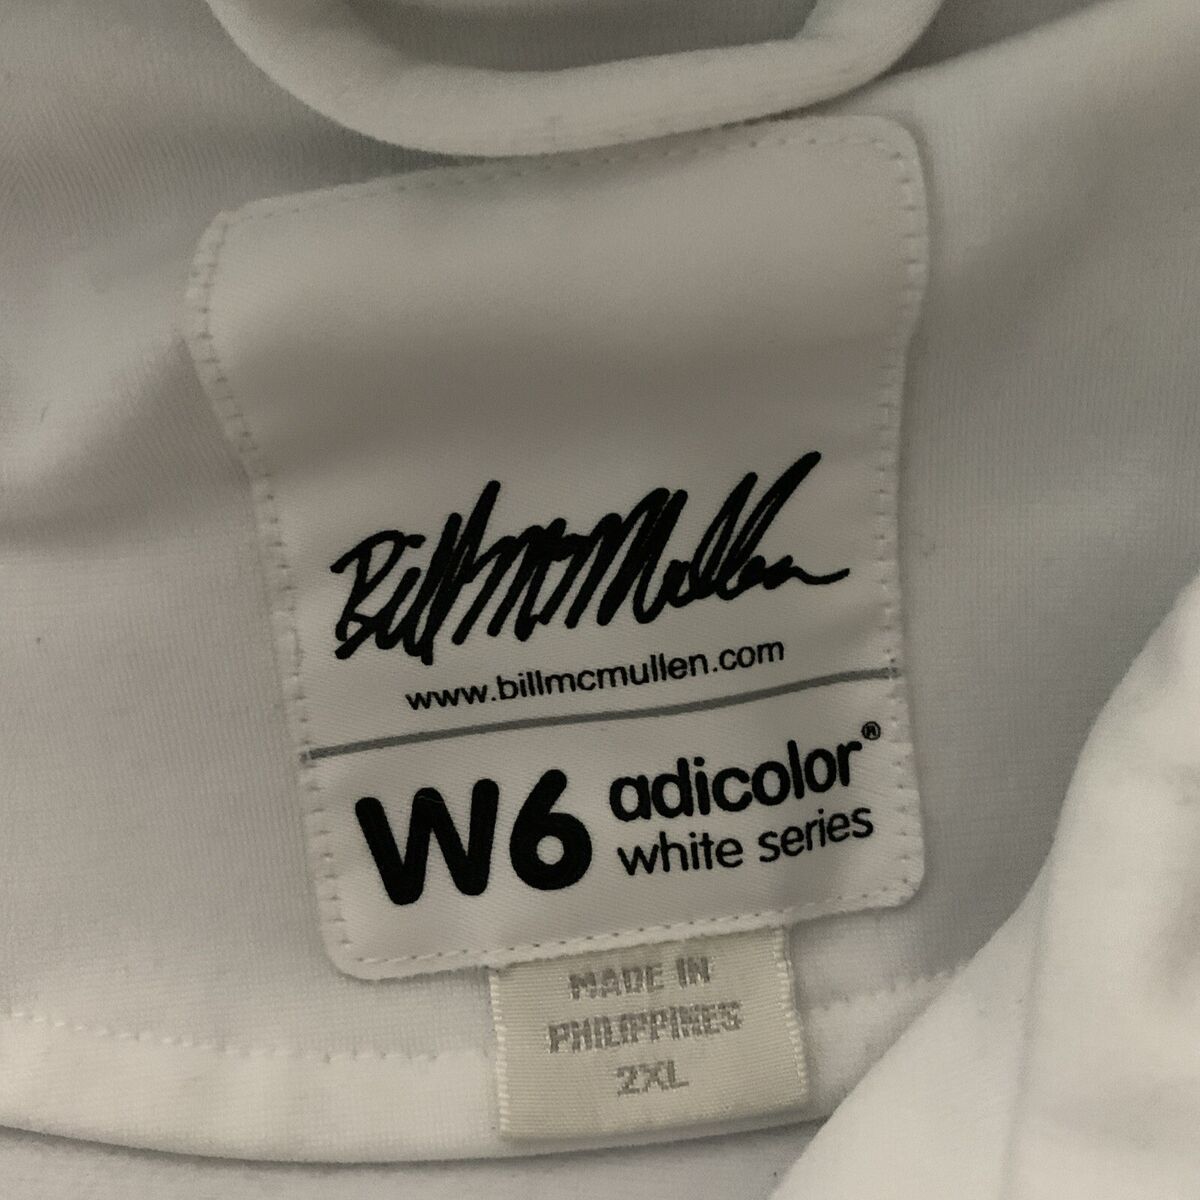 Bill McMullen
www.billmcmullen.com
W6 adicolor®
white series
MADE IN
PHILIPPINES
2XL